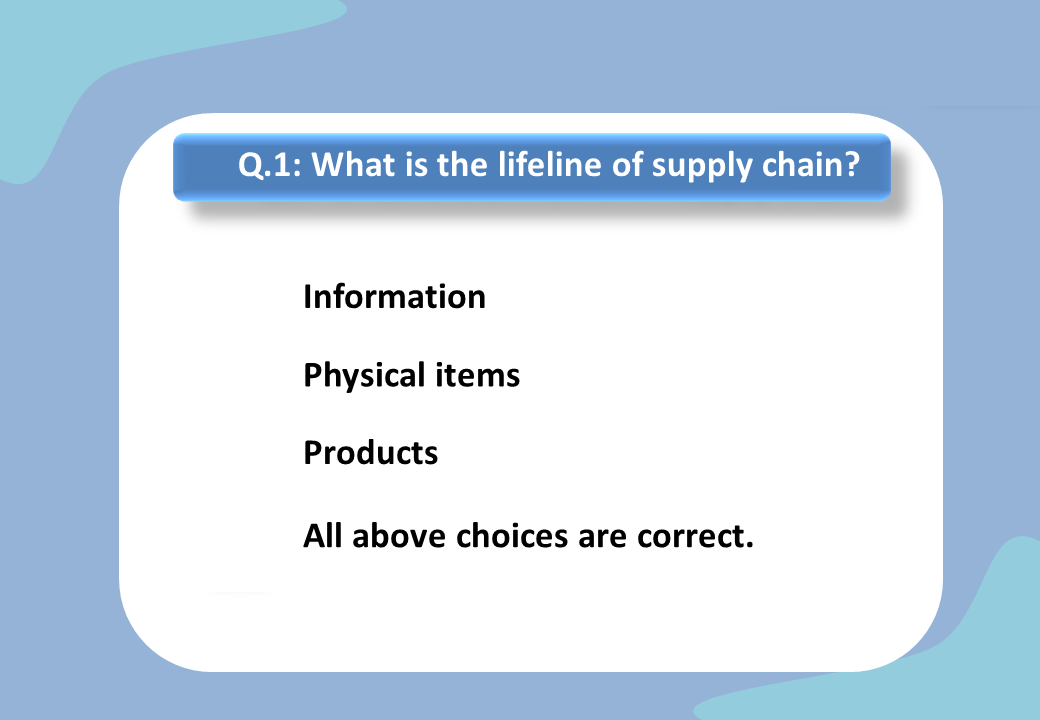 Q.1: What is the lifeline of supply chain?
Information
Physical items
Products
All above choices are correct.